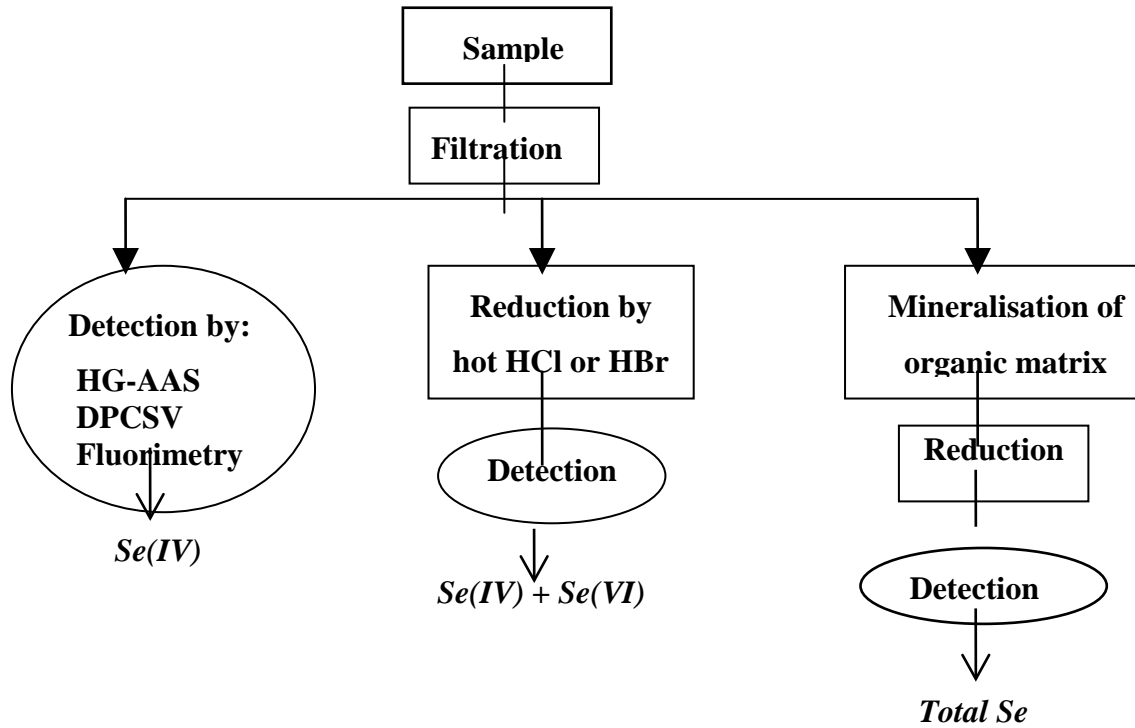 Sample
Filtration
Detection by:
HG-AAS
DPCSV
Fluorimetry
Se(IV)
Reduction by
hot HCl or HBr
Detection
Se(IV) + Se(VI)
Mineralisation of
organic matrix
Reduction
Detection
Total Se